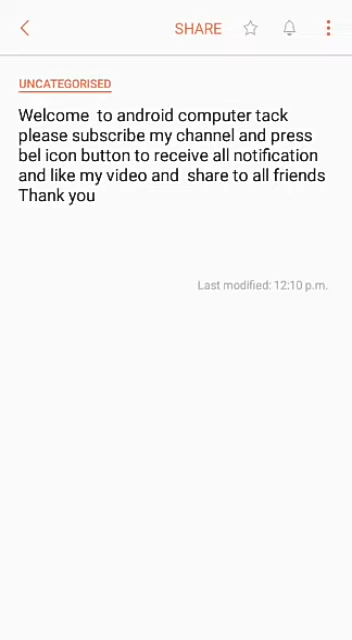 SHARE
UNCATEGORISED
Welcome  to android computer tack
please subscribe my channel and press
bel icon button to receive all notification
and like my video and  share to all friends
Thank you
Last modified: 12:10 p.m.